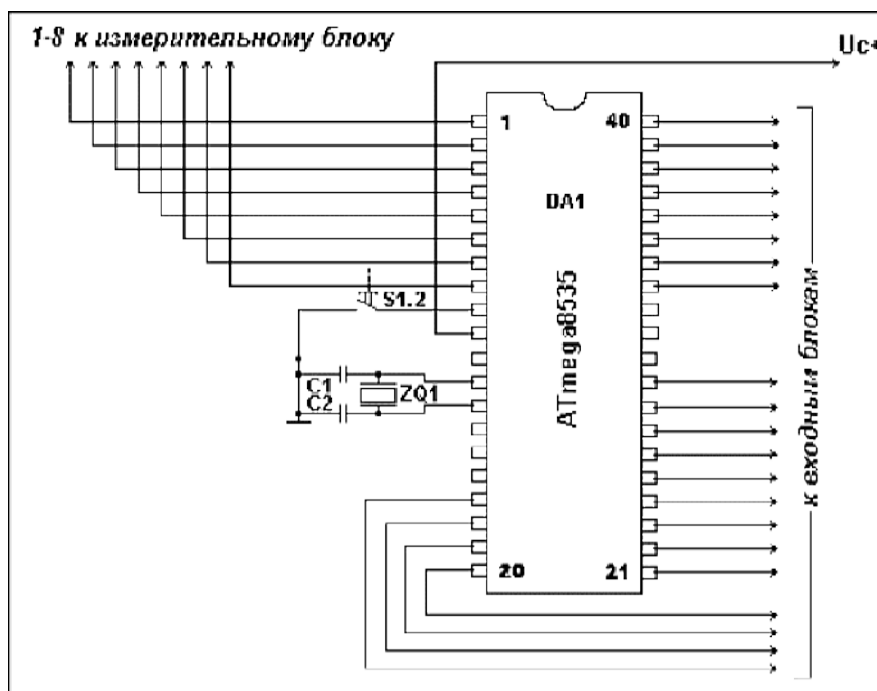 1-8 к измерительному блоку
Uc+
1
40
DA1
S1.2
ATmega8535
C1
C2
ZQ1
к входным блокам
20
21